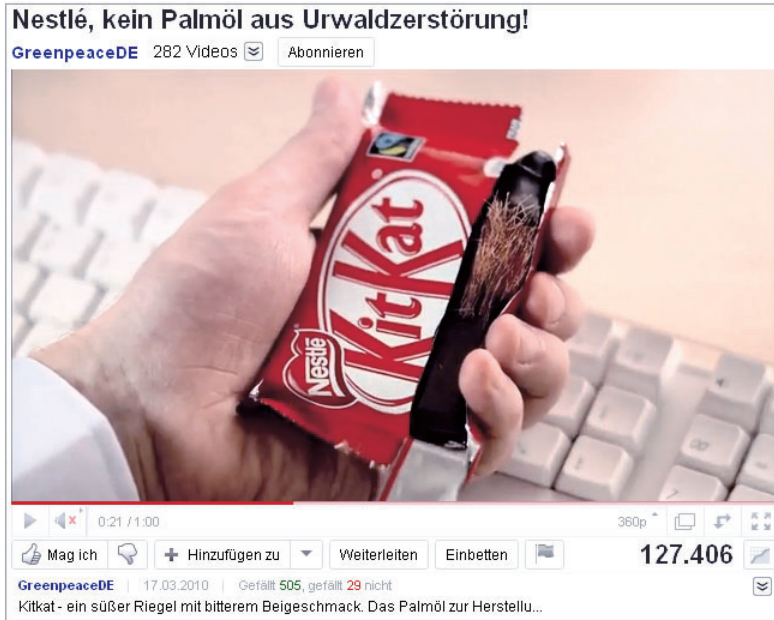 Nestlé, kein Palmöl aus Urwaldzerstörung!
GreenpeaceDE 282 Videos Abonnieren
KitKat
Nestlé
0:21 / 1:00 360p
Mag ich Hinzufügen zu Weiterleiten Einbetten 127.406
GreenpeaceDE 17.03.2010 Gefällt 505, gefällt 29 nicht
Kitkat - ein süßer Riegel mit bitterem Beigeschmack. Das Palmöl zur Herstellu...